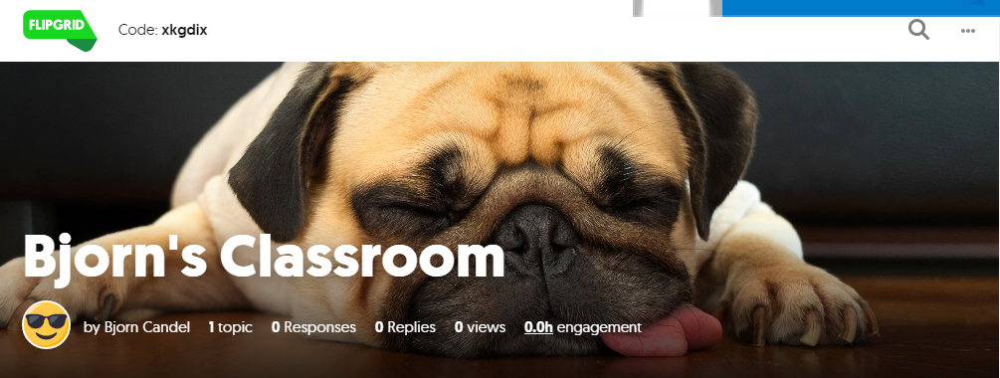 FLIPGRID
Code: xkgdix
Bjorn's Classroom
by Bjorn Candel 1 topic 0 Responses 0 Replies 0 views 0.0h engagement